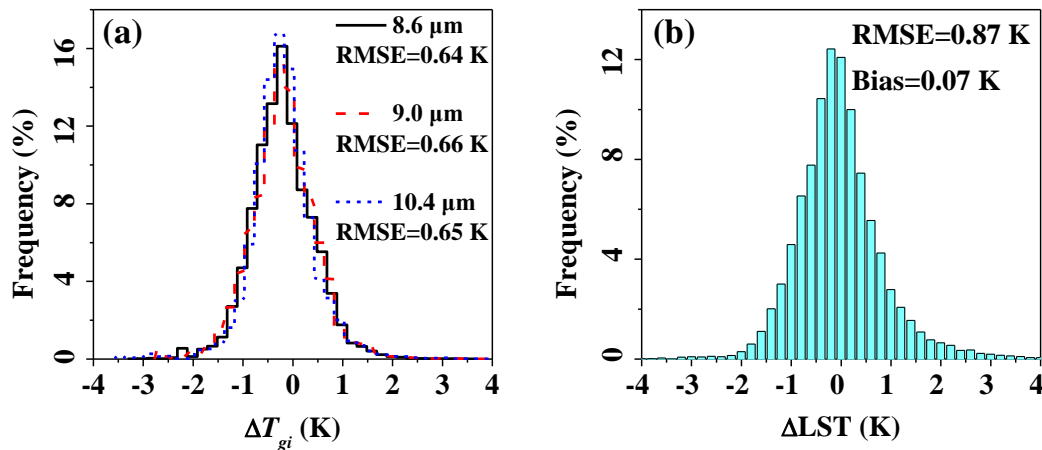 (a)
8.6 μm
RMSE=0.64 K
9.0 μm
RMSE=0.66 K
10.4 μm
RMSE=0.65 K
Frequency (%)
16
12
8
4
0
-4 -3 -2 -1 0 1 2 3 4
ΔTgi (K)
(b)
RMSE=0.87 K
Bias=0.07 K
Frequency (%)
12
8
4
0
-4 -3 -2 -1 0 1 2 3 4
ΔLST (K)